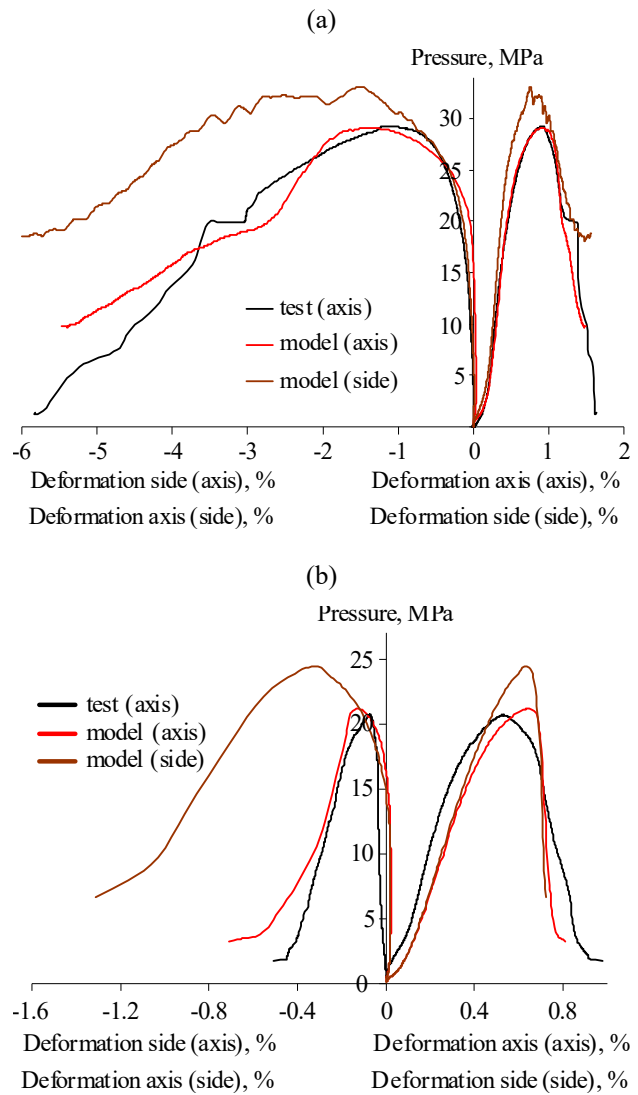 (a)
Pressure, MPa
30
25
20
15
10
5
test (axis)
model (axis)
model (side)
-6 -5 -4 -3 -2 -1 0 1 2
Deformation side (axis), % Deformation axis (axis), %
Deformation axis (side), % Deformation side (side), %
(b)
Pressure, MPa
25
test (axis)
model (axis)
20
model (side)
15
10
5
0
-1.6 -1.2 -0.8 -0.4 0 0.4 0.8
Deformation side (axis), % Deformation axis (axis), %
Deformation axis (side), % Deformation side (side), %